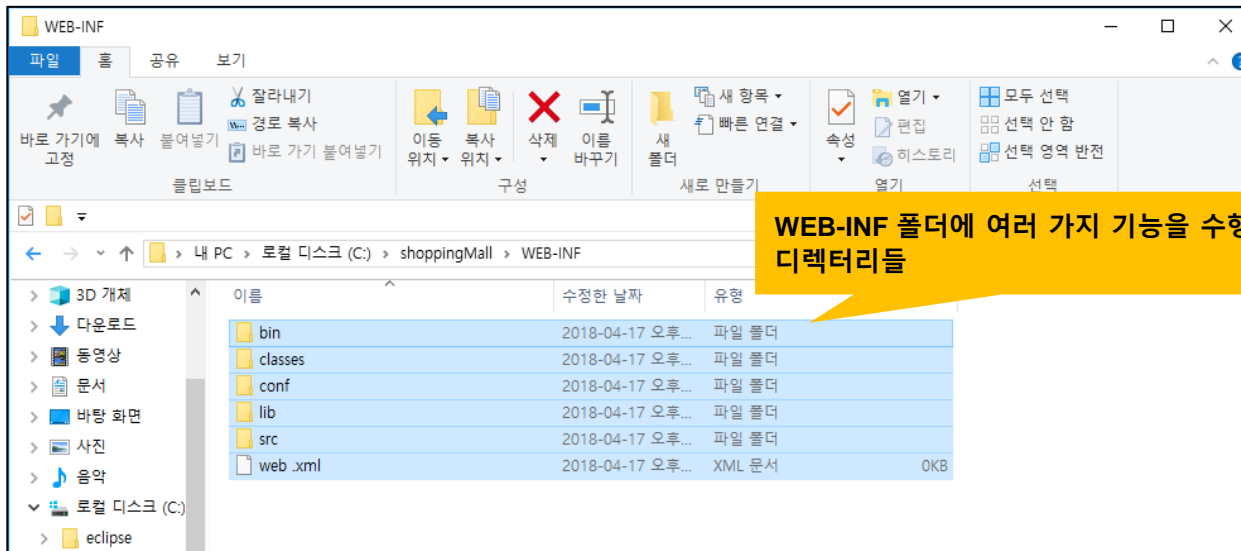 WEB-INF
파일 홈 공유 보기
바로 가기에 고정
복사
붙여넣기
잘라내기
경로 복사
바로 가기 붙여넣기
클립보드
이동 위치
복사 위치
삭제
이름 바꾸기
구성
새 폴더
새 항목
빠른 연결
새로 만들기
속성
열기
편집
히스토리
열기
모두 선택
선택 안 함
선택 영역 반전
선택
WEB-INF 폴더에 여러 가지 기능을
디렉터리들
내 PC > 로컬 디스크 (C:) > shoppingMall > WEB-INF
이름 수정한 날짜 유형
3D 개체
다운로드
동영상
문서
바탕 화면
사진
음악
로컬 디스크 (C:)
eclipse
bin 2018-04-17 오후... 파일 폴더
classes 2018-04-17 오후... 파일 폴더
conf 2018-04-17 오후... 파일 폴더
lib 2018-04-17 오후... 파일 폴더
src 2018-04-17 오후... 파일 폴더
web .xml 2018-04-17 오후... XML 문서 0KB